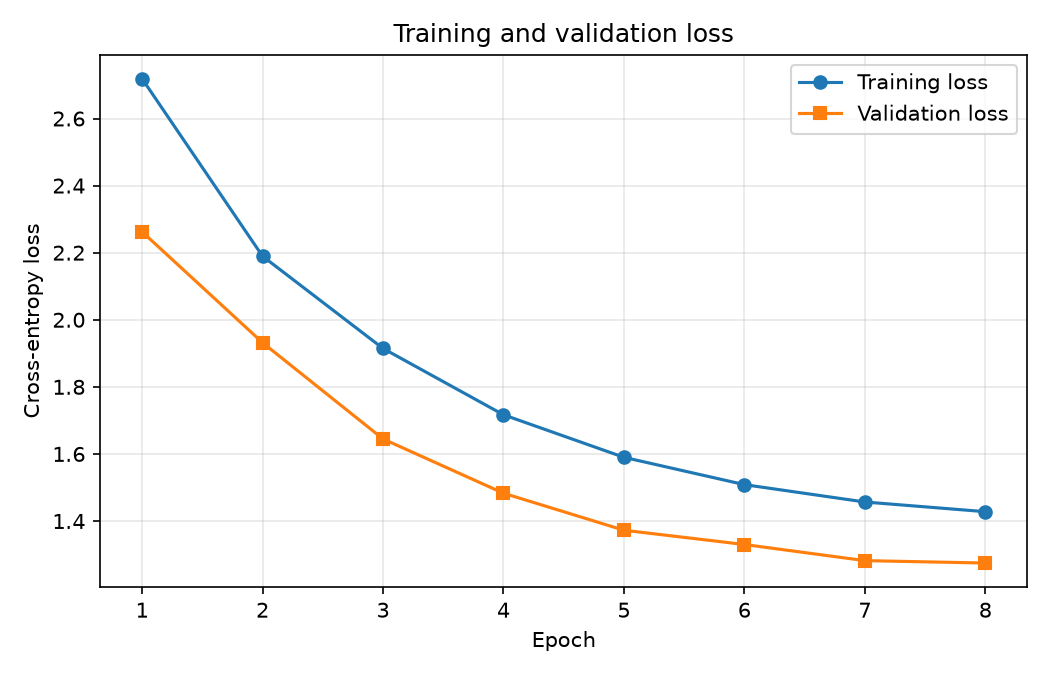 Training and validation loss
Training loss
Validation loss
Cross-entropy loss
2.6
2.4
2.2
2.0
1.8
1.6
1.4
1 2 3 4 5 6 7 8
Epoch